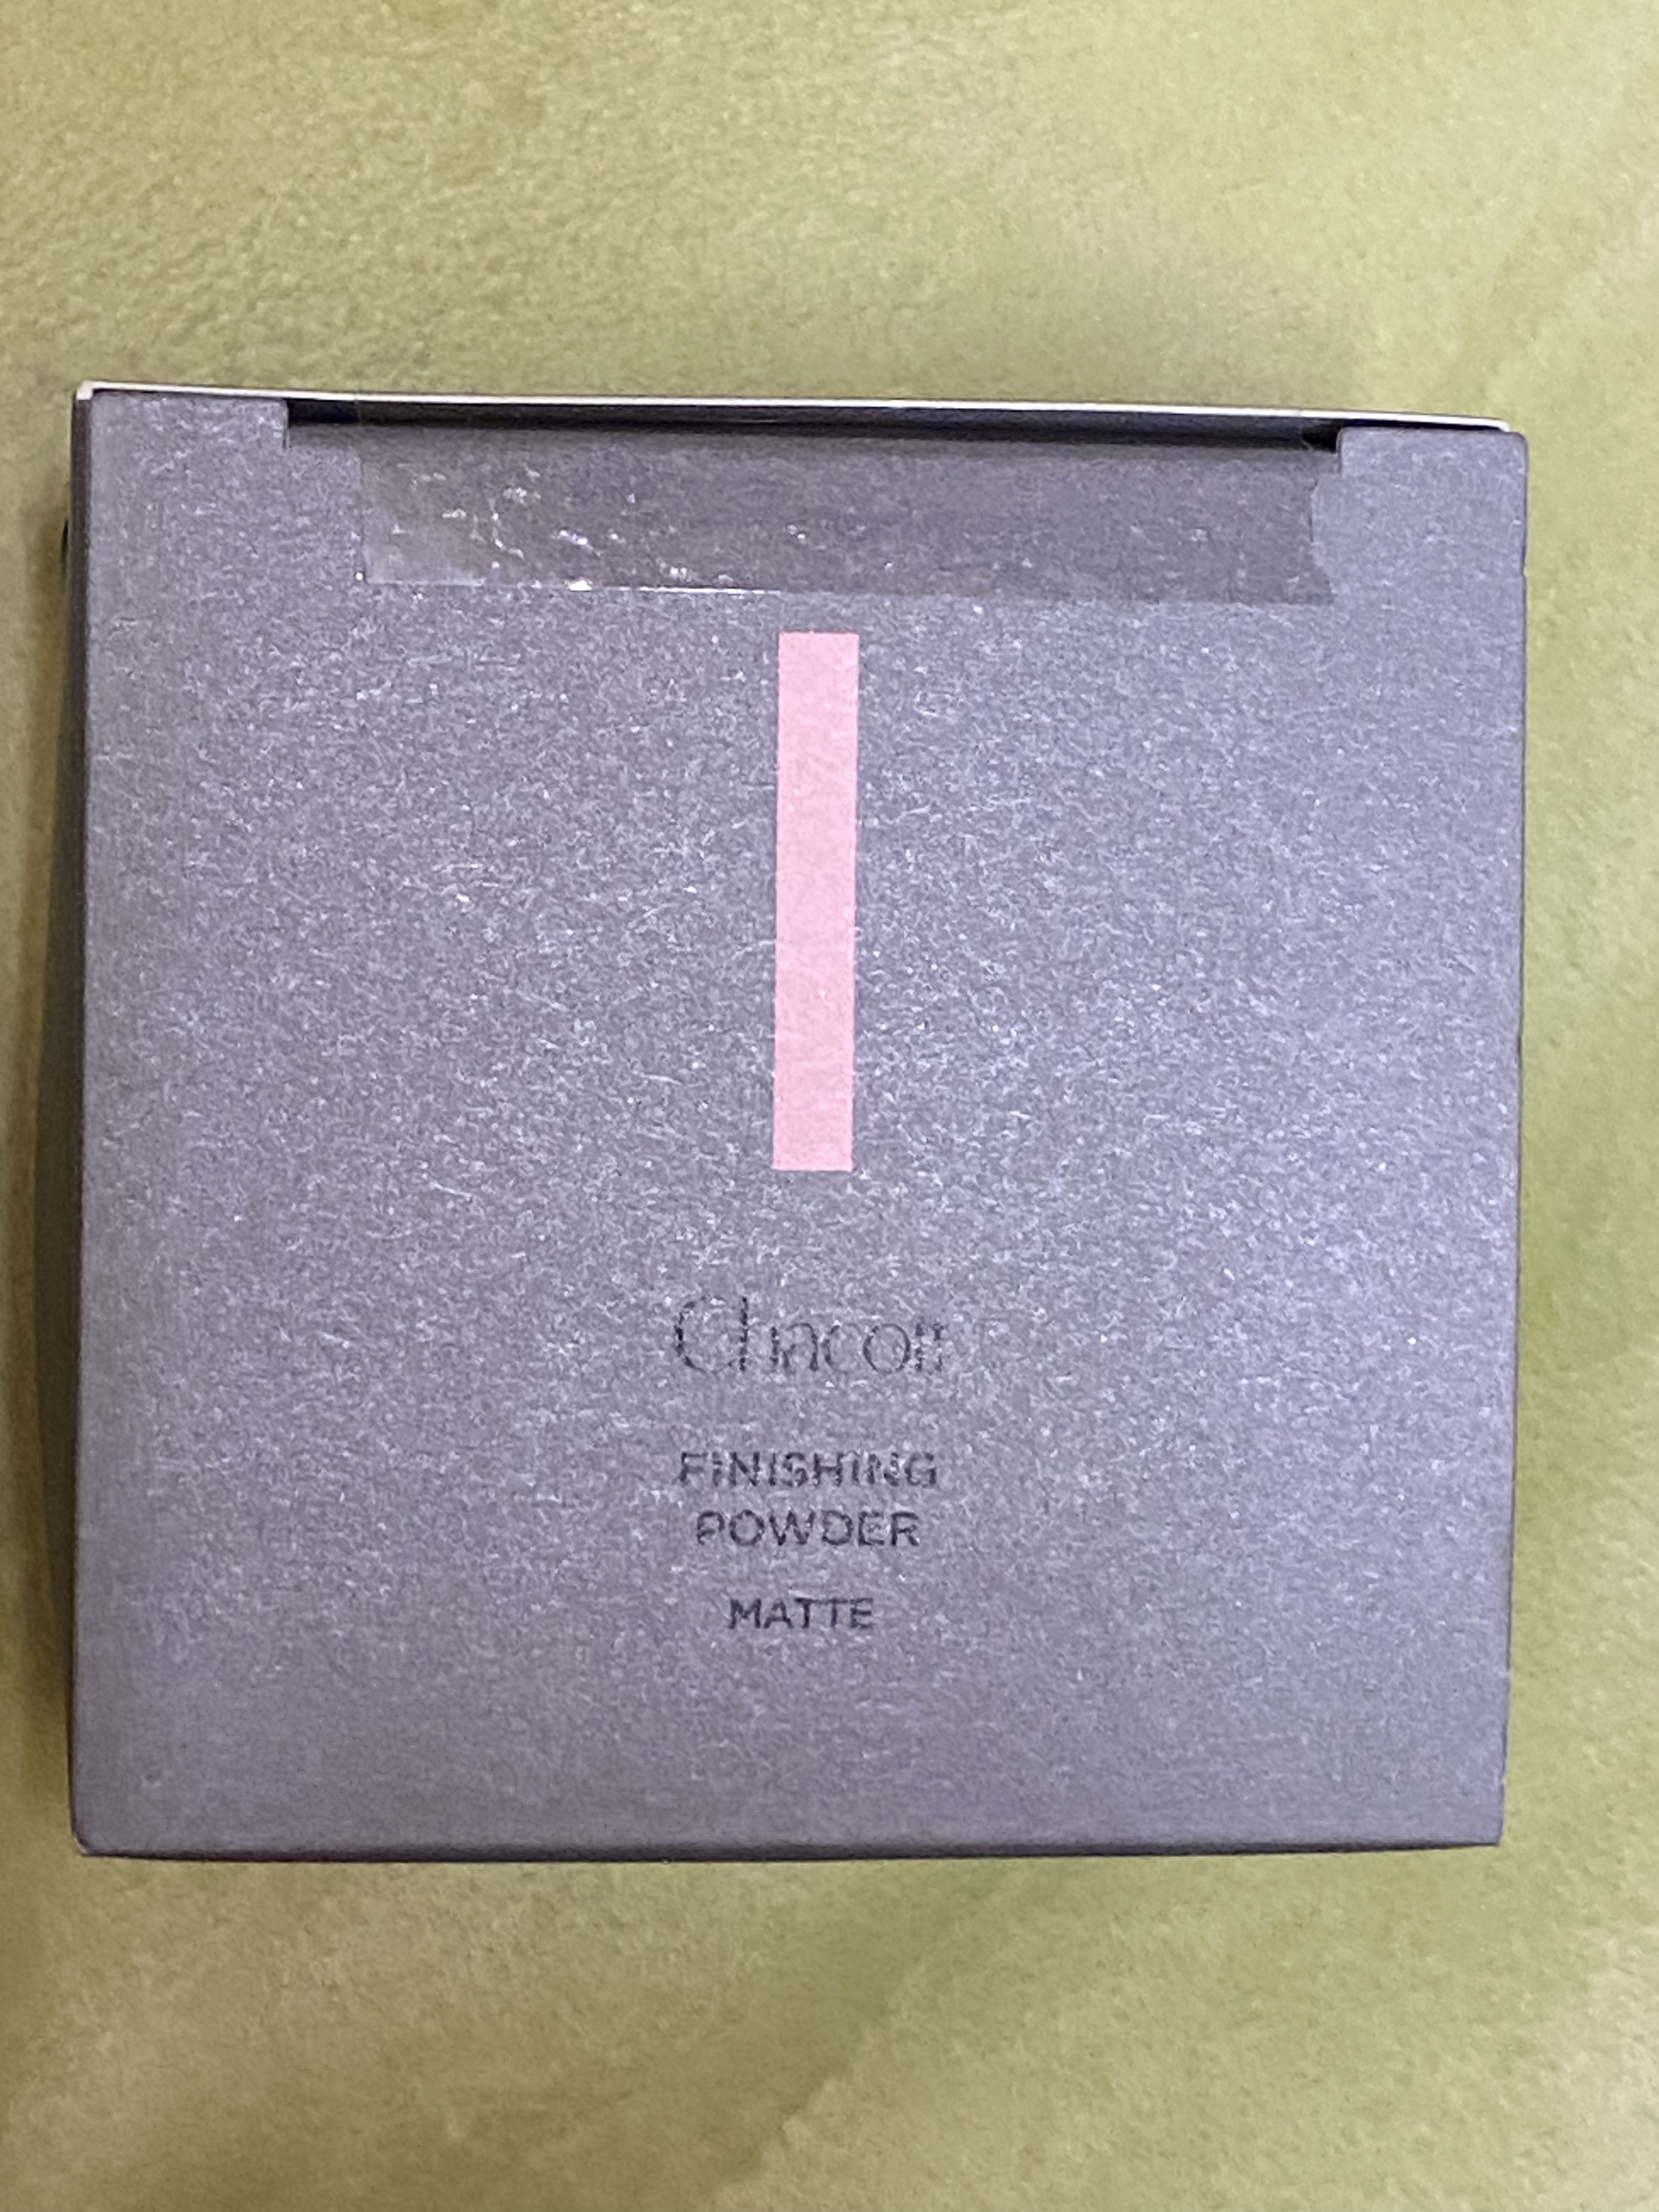 Chacott
FINISHING
POWDER
MATTE